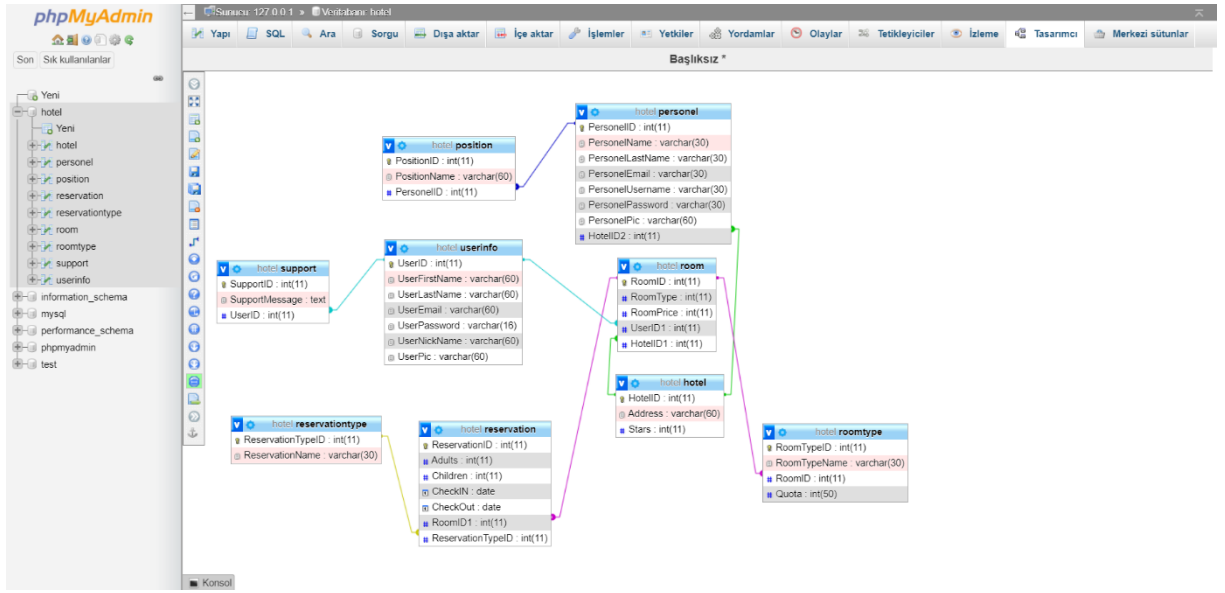 phpMyAdmin
Son Sık kullanılanlar
Yeni
hotel
Yeni
hotel
personel
position
reservation
reservationtype
room
roomtype
support
userinfo
information_schema
mysql
performance_schema
phpmyadmin
test
Sunucu: 127.0.0.1 » Veritabanı: hotel
Yapı SQL Ara Sorgu Dışa aktar İçe aktar İşlemler Yetkiler Yordamlar Olaylar Tetikleyiciler İzleme Tasarımcı Merkezi sütunlar
Başlıksız *
hotel personel
PersonelID : int(11)
PersonelName : varchar(30)
PersonelLastName : varchar(30)
PersonelEmail : varchar(30)
PersonelUsername : varchar(30)
PersonelPassword : varchar(30)
PersonelPic : varchar(60)
HotelID2 : int(11)
hotel position
PositionID : int(11)
PositionName : varchar(60)
PersonelID : int(11)
hotel userinfo
UserID : int(11)
UserFirstName : varchar(60)
UserLastName : varchar(60)
UserEmail : varchar(60)
UserPassword : varchar(16)
UserNickName : varchar(60)
UserPic : varchar(60)
hotel support
SupportID : int(11)
SupportMessage : text
UserID : int(11)
hotel room
RoomID : int(11)
RoomType : int(11)
RoomPrice : int(11)
UserID1 : int(11)
HotelID1 : int(11)
hotel hotel
HotelID : int(11)
Address : varchar(60)
Stars : int(11)
hotel reservationtype
ReservationTypeID : int(11)
ReservationName : varchar(30)
hotel reservation
ReservationID : int(11)
Adults : int(11)
Children : int(11)
CheckIN : date
CheckOut : date
RoomID1 : int(11)
ReservationTypeID : int(11)
hotel roomtype
RoomTypeID : int(11)
RoomTypeName : varchar(30)
RoomID : int(11)
Quota : int(50)
Konsol